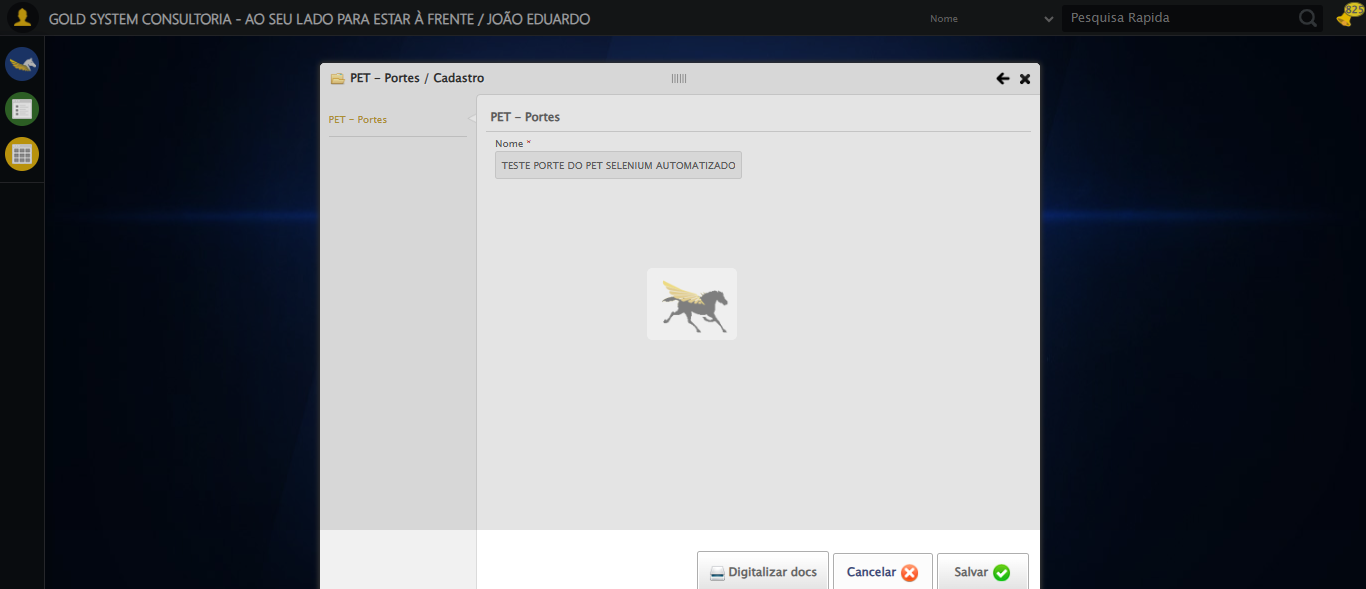 GOLD SYSTEM CONSULTORIA - AO SEU LADO PARA ESTAR À FRENTE / JOÃO EDUARDO
Nome
Pesquisa Rapida
825
PET - Portes / Cadastro
PET - Portes
PET - Portes
Nome *
TESTE PORTE DO PET SELENIUM AUTOMATIZADO
Digitalizar docs
Cancelar
Salvar